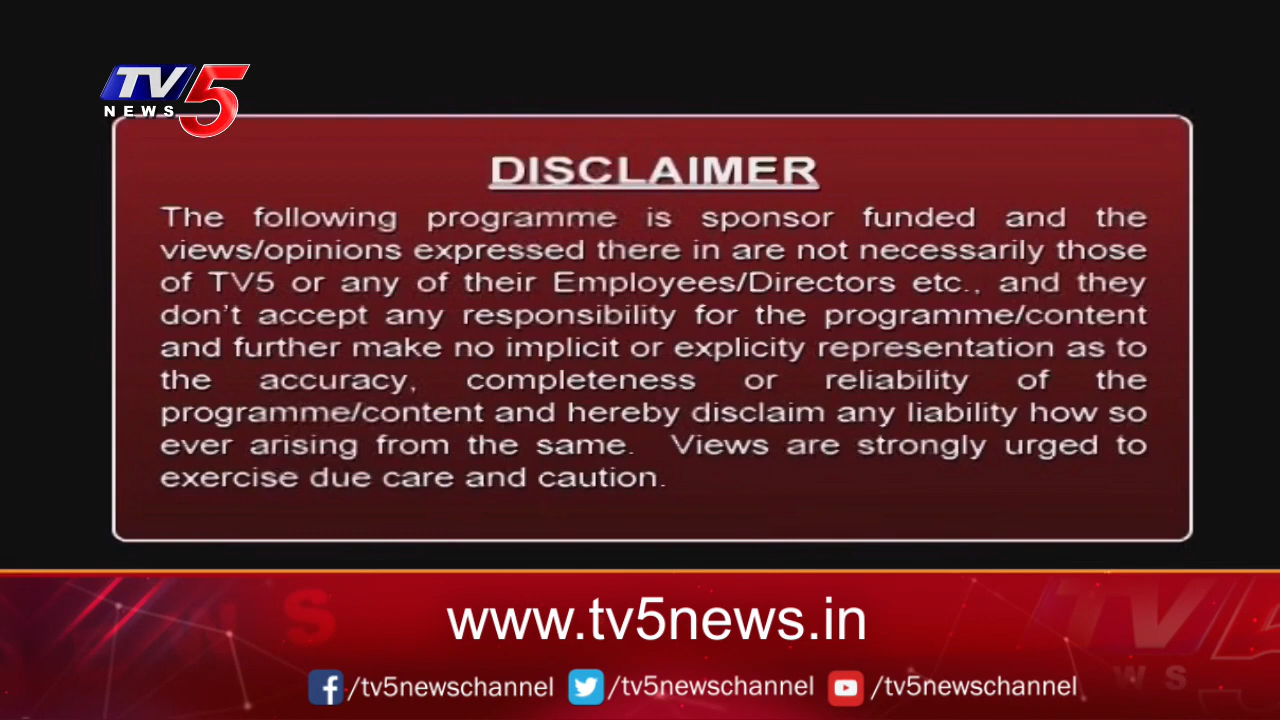 TV5
NEWS
DISCLAIMER
The following programme is sponsor funded and the
views/opinions expressed there in are not necessarily those
of TV5 or any of their Employees/Directors etc., and they
don't accept any responsibility for the programme/content
and further make no implicit or explicity representation as to
the accuracy, completeness or reliability of the
programme/content and hereby disclaim any liability how so
ever arising from the same. Views are strongly urged to
exercise due care and caution.
www.tv5news.in
/tv5newschannel /tv5newschannel /tv5newschannel